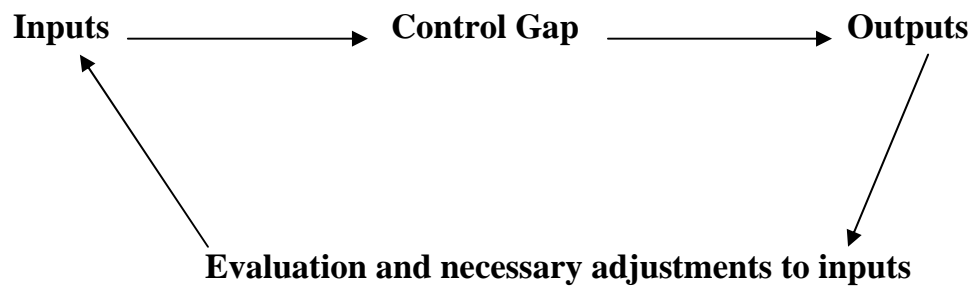 Inputs Control Gap Outputs
Evaluation and necessary adjustments to inputs